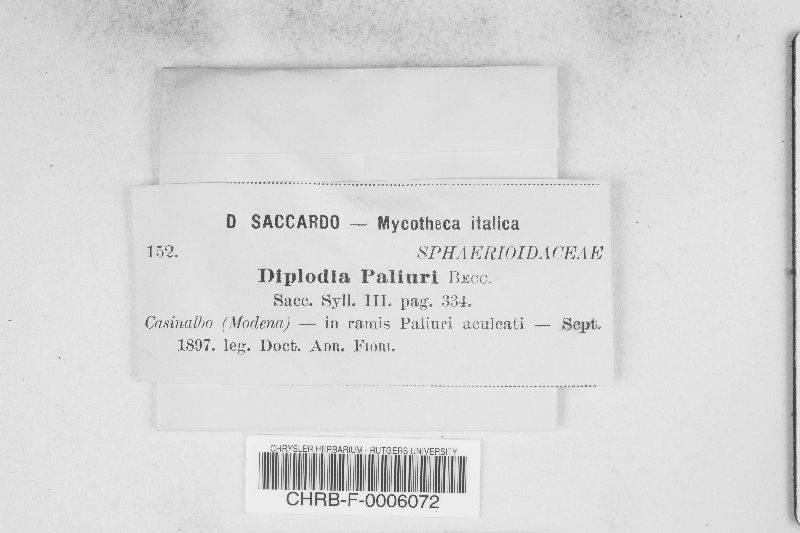 D SACCARDO — Mycotheca italica
152. SPHAERIOIDACEAE
Diplodia Paliuri BECC.
Sacc. Syll. III. pag. 334.
Casinalbo (Modena) — in ramis Paliuri aculeati — Sept.
1897. leg. Doct. ADR. FIORI.
CHRYSLER HERBARIUM - RUTGERS UNIVERSITY
CHRB-F-0006072